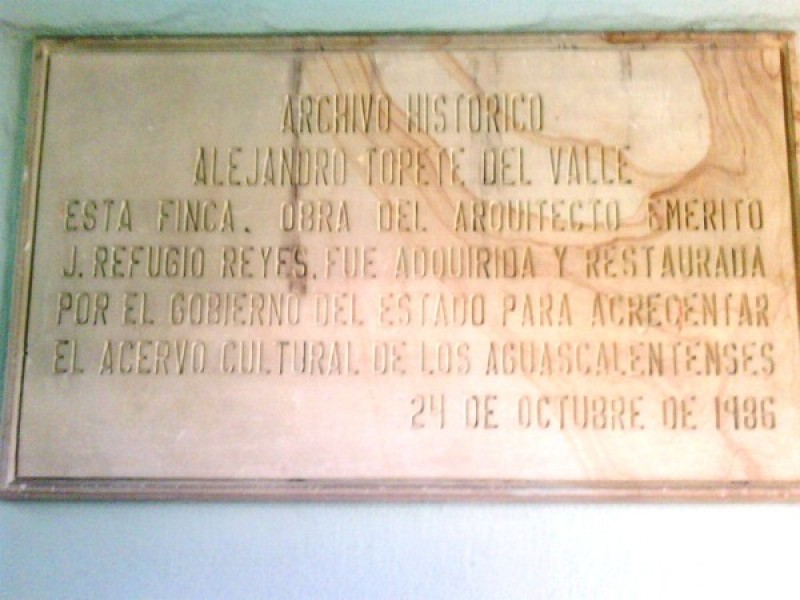 ARCHIVO HISTORICO
ALEJANDRO TOPETE DEL VALLE
ESTA FINCA, OBRA DEL ARQUITECTO EMERITO
J. REFUGIO REYES, FUE ADQUIRIDA Y RESTAURADA
POR EL GOBIERNO DEL ESTADO PARA ACRECENTAR
EL ACERVO CULTURAL DE LOS AGUASCALENTENSES
24 DE OCTUBRE DE 1986